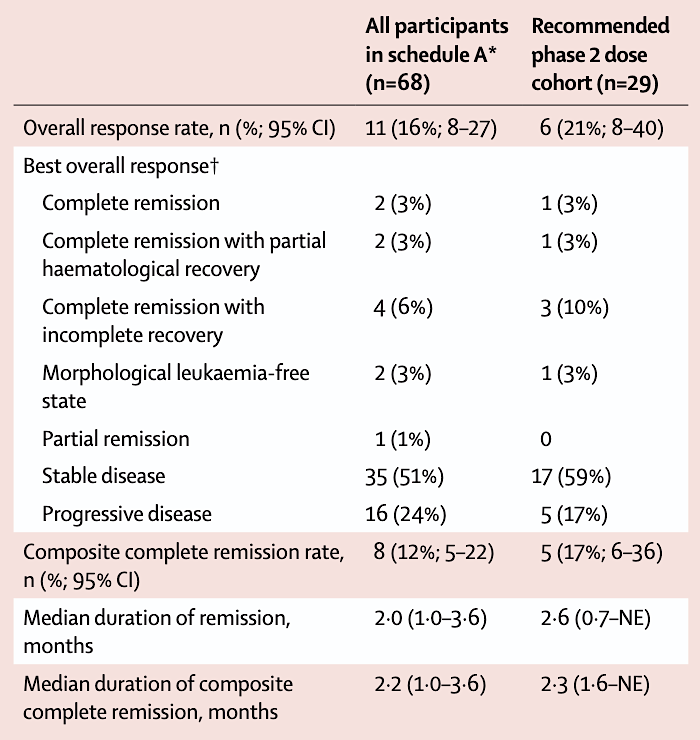 All participants in schedule A* (n=68) Recommended phase 2 dose cohort (n=29)
Overall response rate, n (%; 95% CI) 11 (16%; 8–27) 6 (21%; 8–40)
Best overall response†
Complete remission 2 (3%) 1 (3%)
Complete remission with partial haematological recovery 2 (3%) 1 (3%)
Complete remission with incomplete recovery 4 (6%) 3 (10%)
Morphological leukaemia-free state 2 (3%) 1 (3%)
Partial remission 1 (1%) 0
Stable disease 35 (51%) 17 (59%)
Progressive disease 16 (24%) 5 (17%)
Composite complete remission rate, n (%; 95% CI) 8 (12%; 5–22) 5 (17%; 6–36)
Median duration of remission, months 2·0 (1·0–3·6) 2·6 (0·7–NE)
Median duration of composite complete remission, months 2·2 (1·0–3·6) 2·3 (1·6–NE)